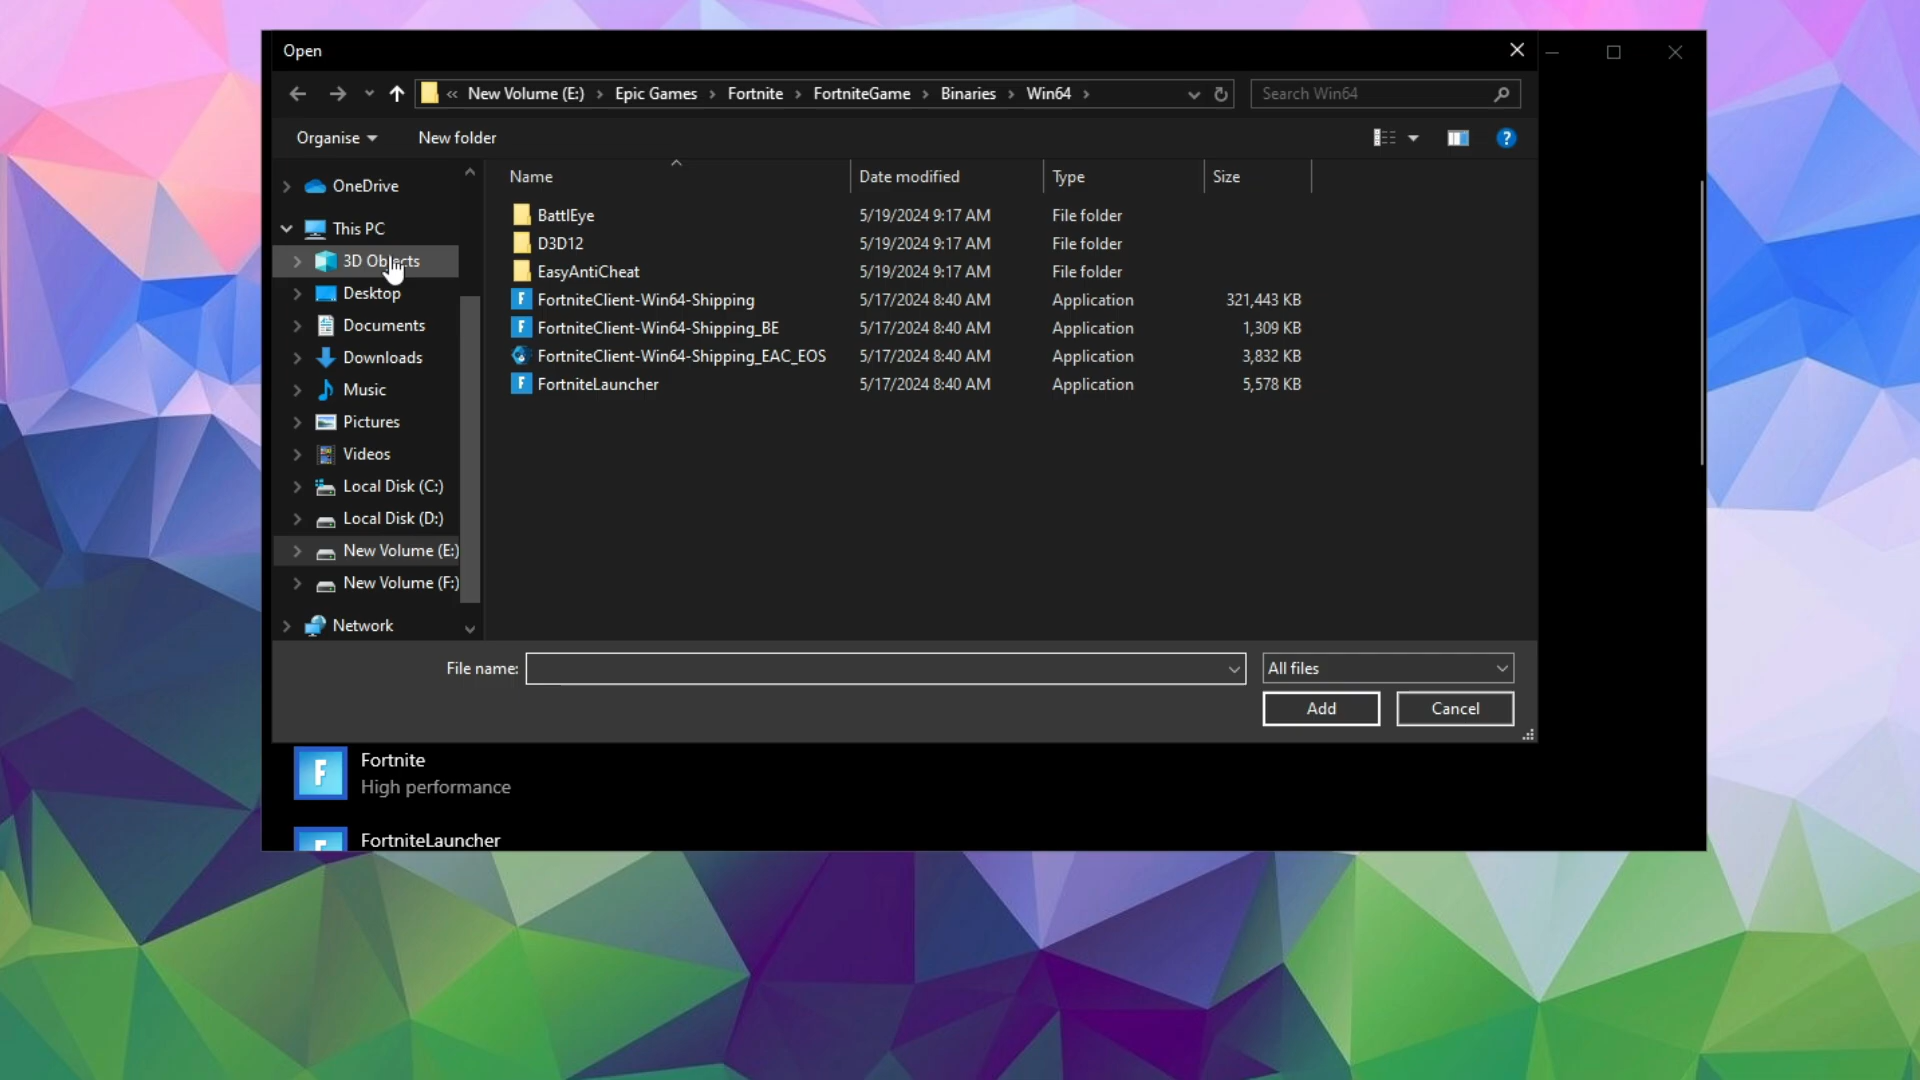 Open
« New Volume (E:) > Epic Games > Fortnite > FortniteGame > Binaries > Win64 >
Search Win64
Organise
New folder
OneDrive
This PC
3D Objects
Desktop
Documents
Downloads
Music
Pictures
Videos
Local Disk (C:)
Local Disk (D:)
New Volume (E:)
New Volume (F:)
Network
Name Date modified Type Size
BattlEye 5/19/2024 9:17 AM File folder
D3D12 5/19/2024 9:17 AM File folder
EasyAntiCheat 5/19/2024 9:17 AM File folder
FortniteClient-Win64-Shipping 5/17/2024 8:40 AM Application 321,443 KB
FortniteClient-Win64-Shipping_BE 5/17/2024 8:40 AM Application 1,309 KB
FortniteClient-Win64-Shipping_EAC_EOS 5/17/2024 8:40 AM Application 3,832 KB
FortniteLauncher 5/17/2024 8:40 AM Application 5,578 KB
File name:
All files
Add
Cancel
Fortnite
High performance
FortniteLauncher